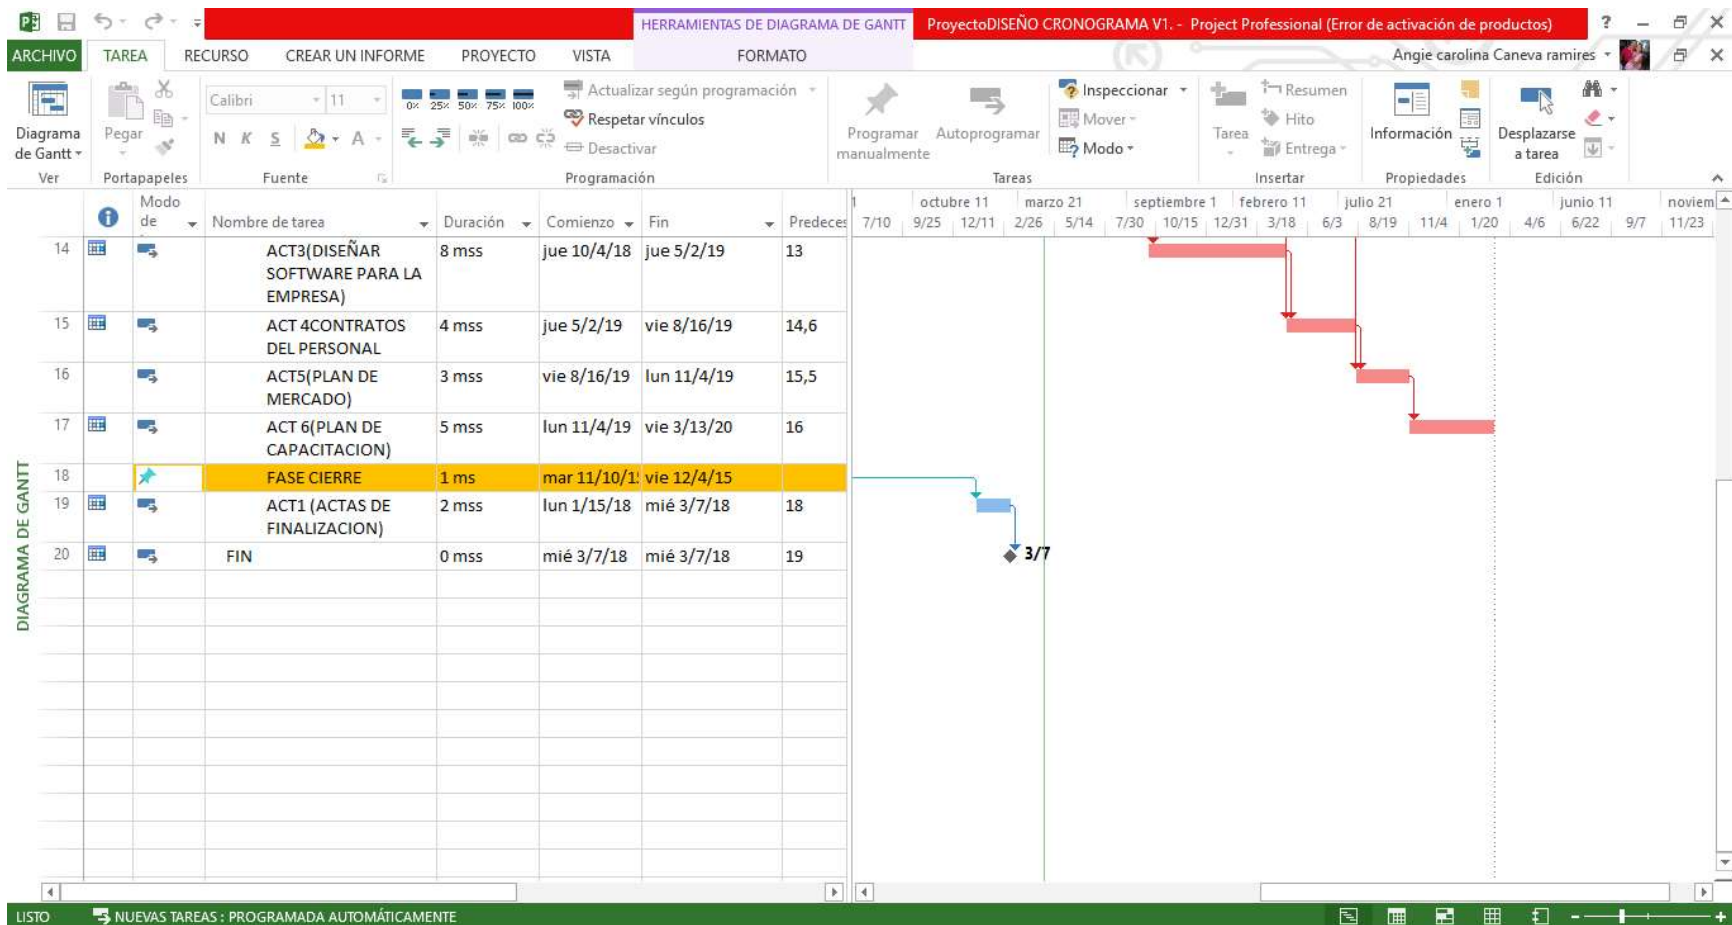 HERRAMIENTAS DE DIAGRAMA DE GANTT
ProyectoDISEÑO CRONOGRAMA V1. - Project Professional (Error de activación de productos)
ARCHIVO TAREA RECURSO CREAR UN INFORME PROYECTO VISTA FORMATO Angie carolina Caneva ramires
Diagrama de Gantt
Ver
Pegar
Portapapeles
Calibri 11
N K S A
Fuente
0% 25% 50% 75% 100%
Actualizar según programación
Respetar vínculos
Desactivar
Programación
Programar manualmente
Autoprogramar
Inspeccionar
Mover
Modo
Tareas
Tarea
Resumen
Hito
Entrega
Insertar
Información
Propiedades
Desplazarse a tarea
Edición
Modo de Nombre de tarea Duración Comienzo Fin Predeces
1 octubre 11 marzo 21 septiembre 1 febrero 11 julio 21 enero 1 junio 11 noviem
7/10 9/25 12/11 2/26 5/14 7/30 10/15 12/31 3/18 6/3 8/19 11/4 1/20 4/6 6/22 9/7 11/23
14 ACT3(DISEÑAR 8 mss jue 10/4/18 jue 5/2/19 13
SOFTWARE PARA LA
EMPRESA)
15 ACT 4CONTRATOS 4 mss jue 5/2/19 vie 8/16/19 14,6
DEL PERSONAL
16 ACT5(PLAN DE 3 mss vie 8/16/19 lun 11/4/19 15,5
MERCADO)
17 ACT 6(PLAN DE 5 mss lun 11/4/19 vie 3/13/20 16
CAPACITACION)
18 FASE CIERRE 1 ms mar 11/10/1 vie 12/4/15
19 ACT1 (ACTAS DE 2 mss lun 1/15/18 mié 3/7/18 18
FINALIZACION)
20 FIN 0 mss mié 3/7/18 mié 3/7/18 19
3/7
DIAGRAMA DE GANTT
LISTO NUEVAS TAREAS : PROGRAMADA AUTOMÁTICAMENTE